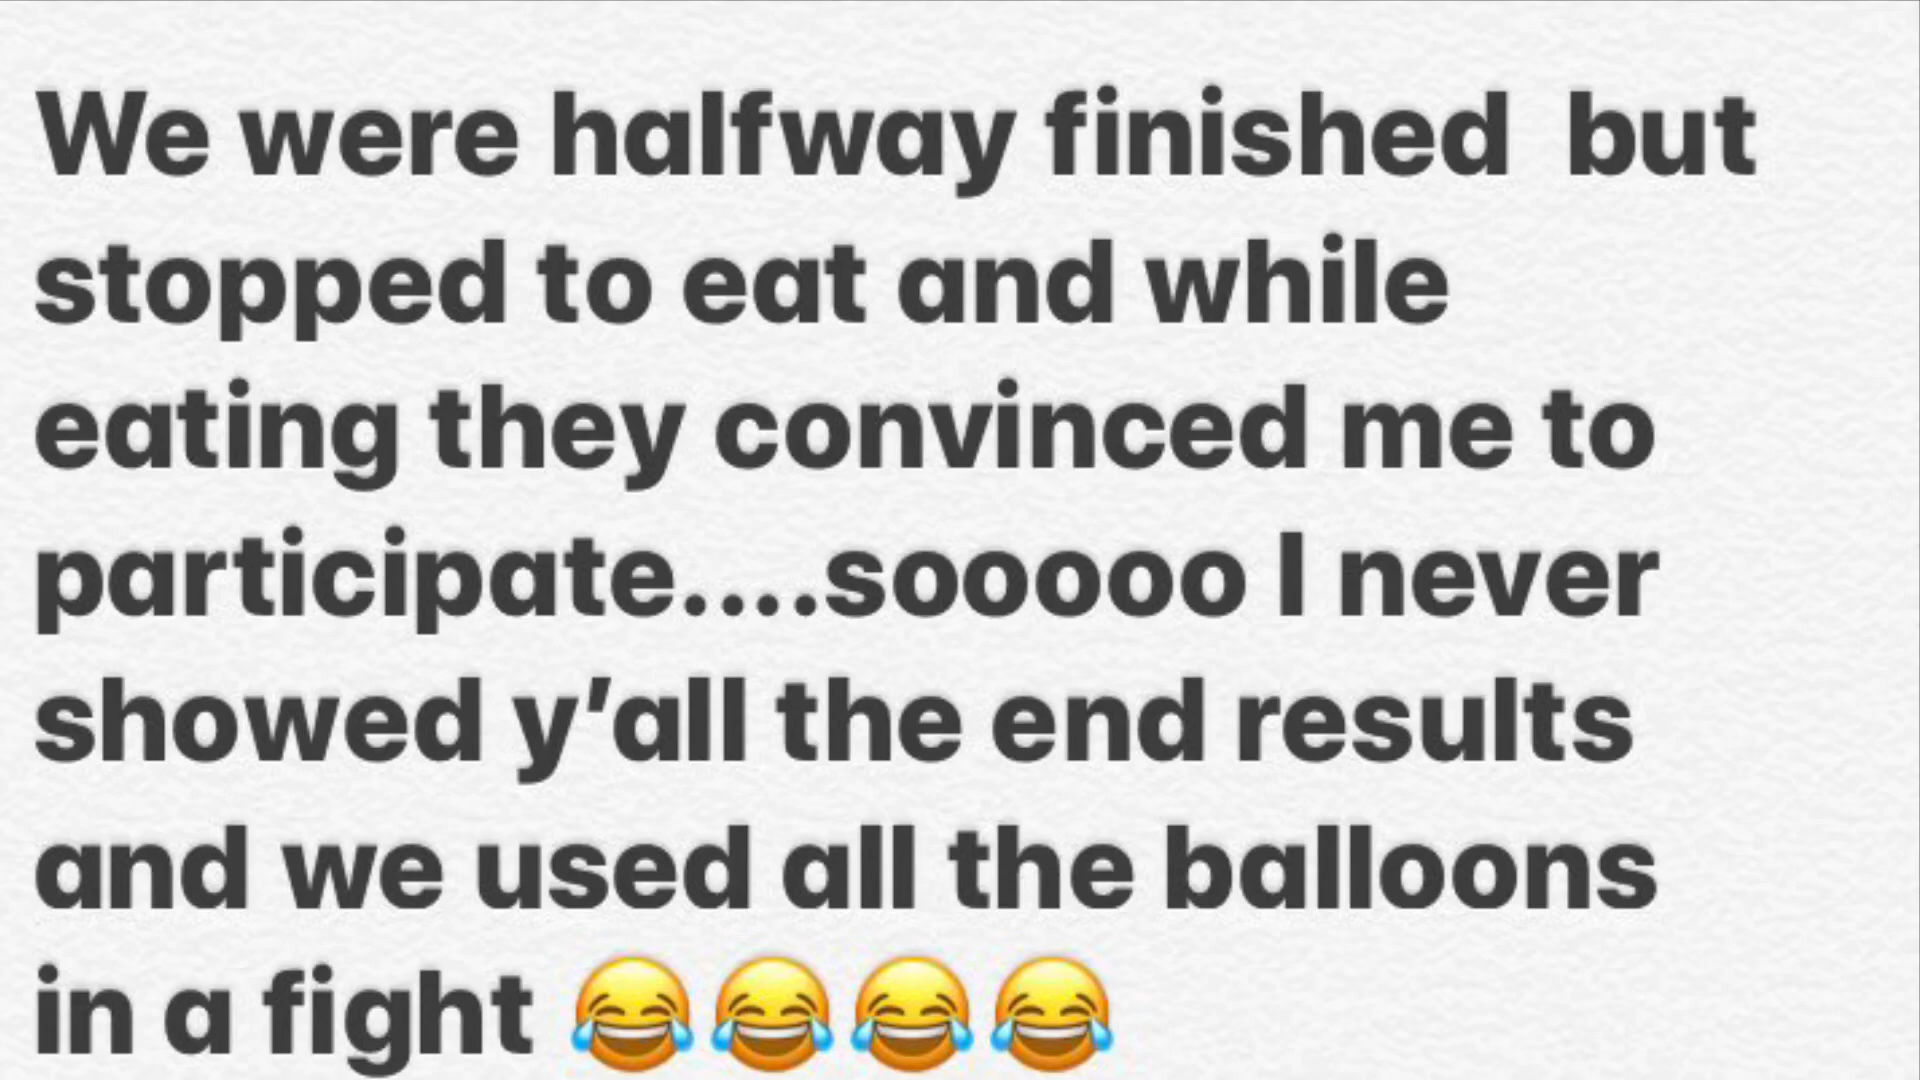 We were halfway finished  but
stopped to eat and while
eating they convinced me to
participate....sooooo I never
showed y’all the end results
and we used all the balloons
in a fight 😂😂😂😂